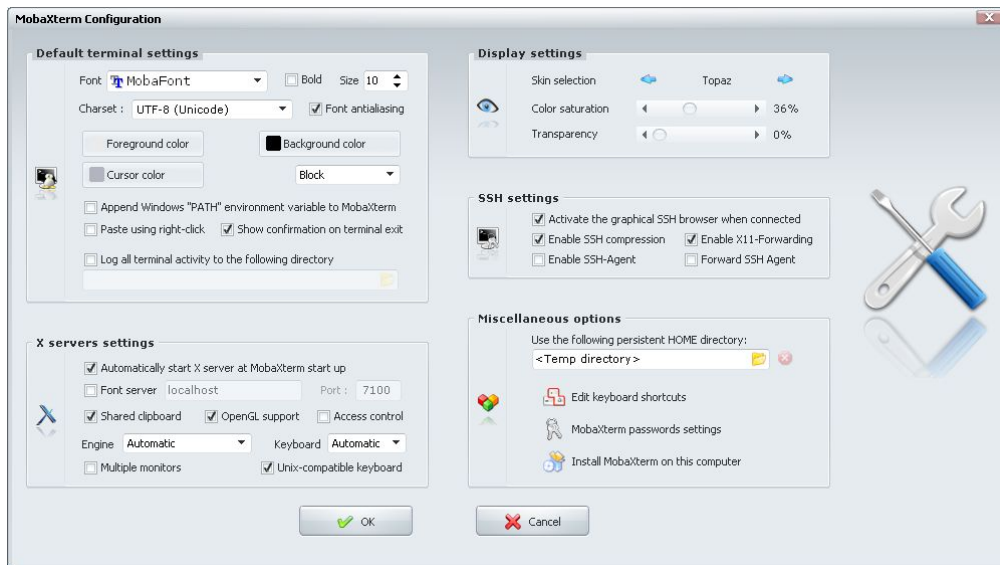 MobaXterm Configuration
Default terminal settings
Font MobaFont Bold Size 10
Charset : UTF-8 (Unicode) Font antialiasing
Foreground color Background color
Cursor color Block
Append Windows "PATH" environment variable to MobaXterm
Paste using right-click Show confirmation on terminal exit
Log all terminal activity to the following directory
X servers settings
Automatically start X server at MobaXterm start up
Font server localhost Port : 7100
Shared clipboard OpenGL support Access control
Engine Automatic Keyboard Automatic
Multiple monitors Unix-compatible keyboard
Display settings
Skin selection Topaz
Color saturation 36%
Transparency 0%
SSH settings
Activate the graphical SSH browser when connected
Enable SSH compression Enable X11-Forwarding
Enable SSH-Agent Forward SSH Agent
Miscellaneous options
Use the following persistent HOME directory:
<Temp directory>
Edit keyboard shortcuts
MobaXterm passwords settings
Install MobaXterm on this computer
OK Cancel